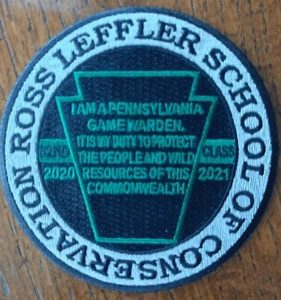 ROSS LEFFLER SCHOOL OF CONSERVATION
I AM A PENNSYLVANIA
GAME WARDEN.
IT IS MY DUTY TO PROTECT
THE PEOPLE AND WILD
RESOURCES OF THIS
COMMONWEALTH
CLASS
2020
2021